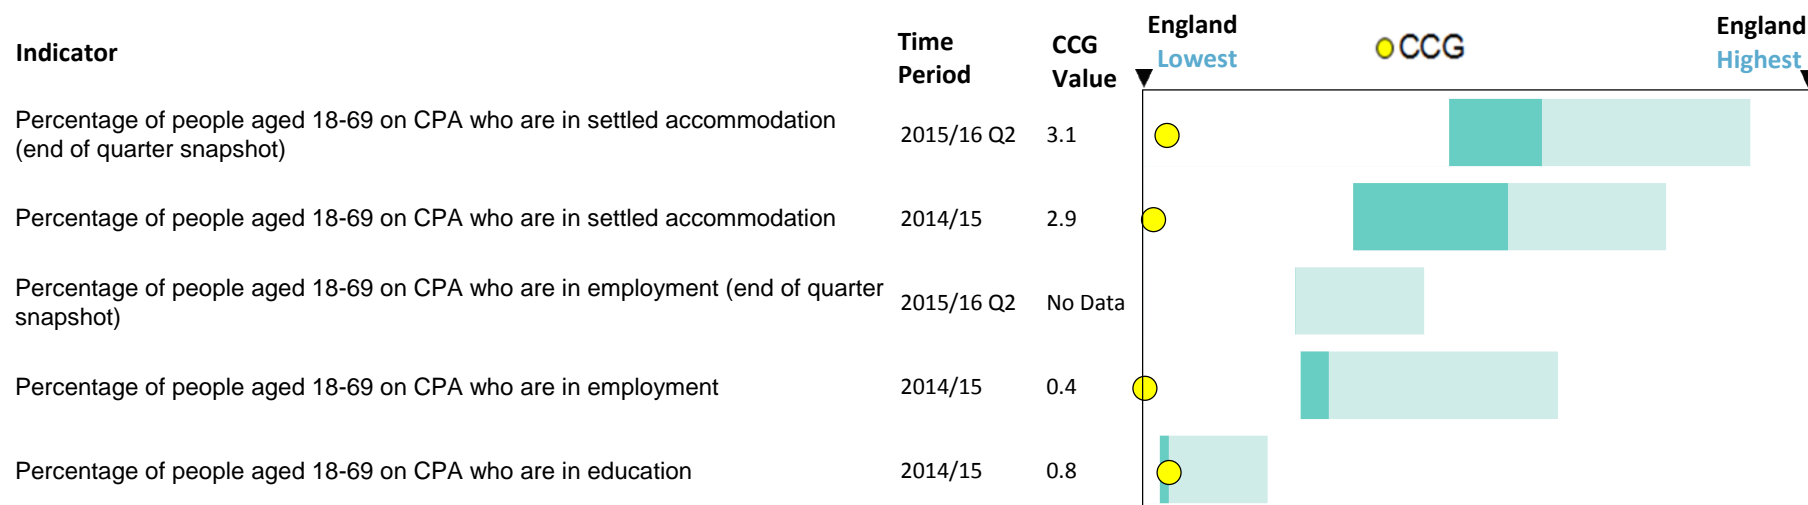 Indicator
Time
Period
CCG
Value
England
Lowest
CCG
England
Highest
Percentage of people aged 18-69 on CPA who are in settled accommodation
(end of quarter snapshot)
2015/16 Q2
3.1
Percentage of people aged 18-69 on CPA who are in settled accommodation
2014/15
2.9
Percentage of people aged 18-69 on CPA who are in employment (end of quarter
snapshot)
2015/16 Q2
No Data
Percentage of people aged 18-69 on CPA who are in employment
2014/15
0.4
Percentage of people aged 18-69 on CPA who are in education
2014/15
0.8